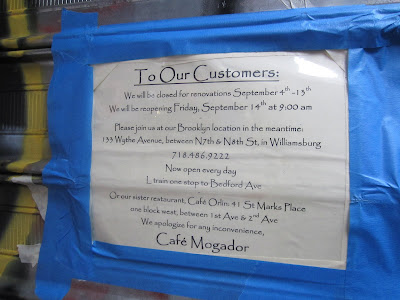 To Our Customers:
We will be closed for renovations September 4th -13th
We will be reopening Friday, September 14th at 9:00 am
Please join us at our Brooklyn location in the meantime:
133 Wythe Avenue, between N7th & N8th St, in Williamsburg
718.486.9222
Now open every day
L train one stop to Bedford Ave
Or our sister restaurant, Café Orlin: 41 St Marks Place
one block west, between 1st Ave & 2nd Ave
We apologize for any inconvenience,
Café Mogador